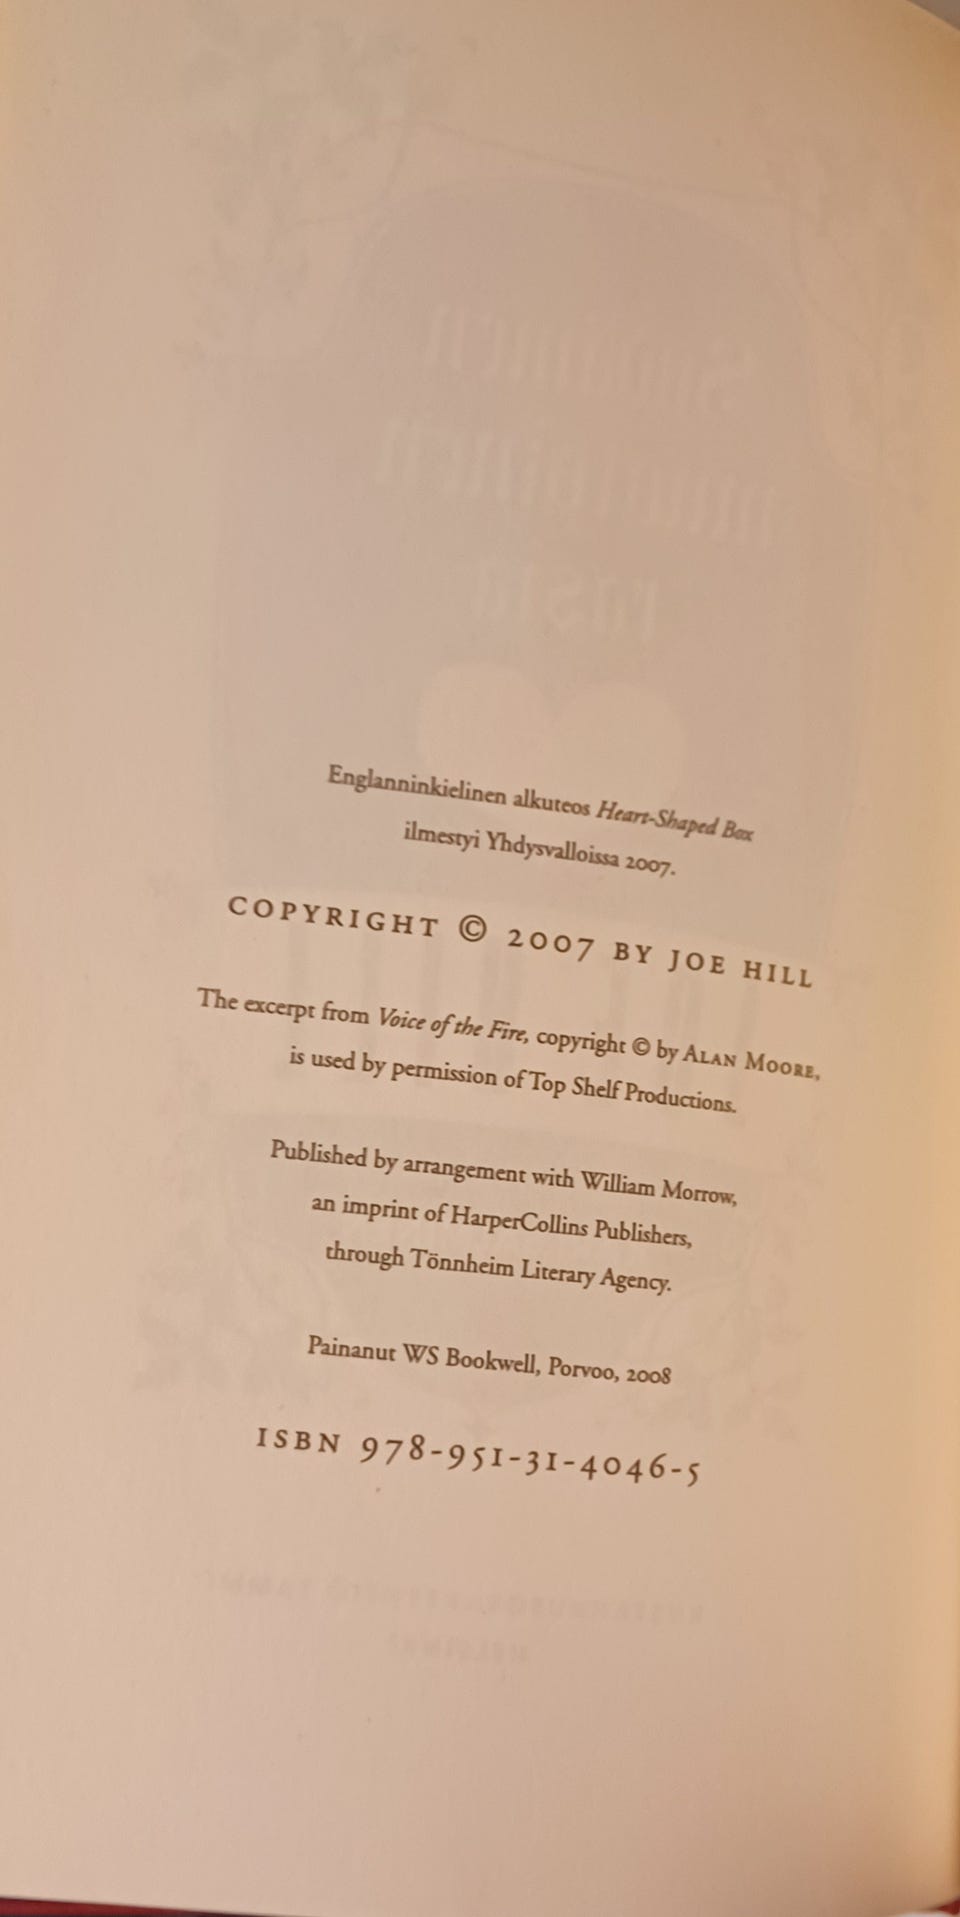 Englanninkielinen alkuteos Heart-Shaped Box
ilmestyi Yhdysvalloissa 2007.
COPYRIGHT © 2007 BY JOE HILL
The excerpt from Voice of the Fire, copyright © by ALAN MOORE,
is used by permission of Top Shelf Productions.
Published by arrangement with William Morrow,
an imprint of HarperCollins Publishers,
through Tönnheim Literary Agency.
Painanut WS Bookwell, Porvoo, 2008
ISBN 978-951-31-4046-5